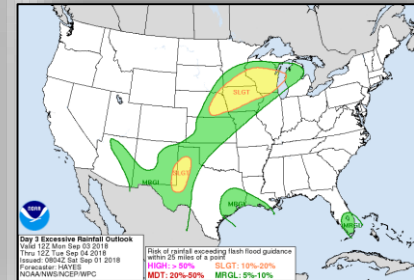 SLGT
MRGL
SLGT
MRGL
MRGL
NOAA
Day 3 Excessive Rainfall Outlook
Valid 12Z Mon Sep 03 2018
Thru 12Z Tue Sep 04 2018
Issued: 0804Z Sat Sep 01 2018
Forecaster: HAYES
NOAA/NWS/NCEP/WPC
Risk of rainfall exceeding flash flood guidance
within 25 miles of a point
HIGH: > 50% SLGT: 10%-20%
MDT: 20%-50% MRGL: 5%-10%